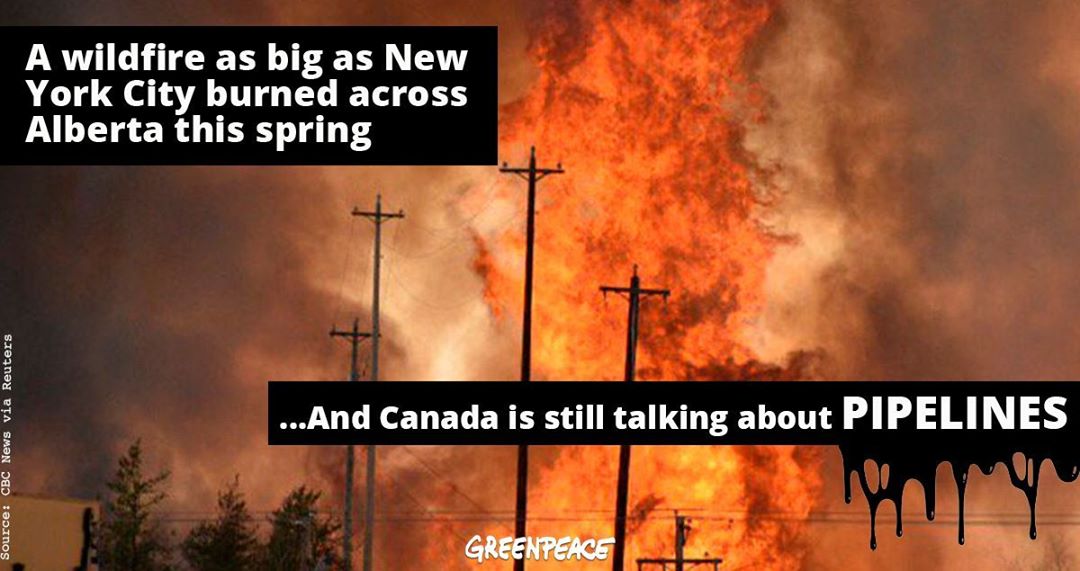 A wildfire as big as New
York City burned across
Alberta this spring
...And Canada is still talking about PIPELINES
Source: CBC News via Reuters
GREENPEACE